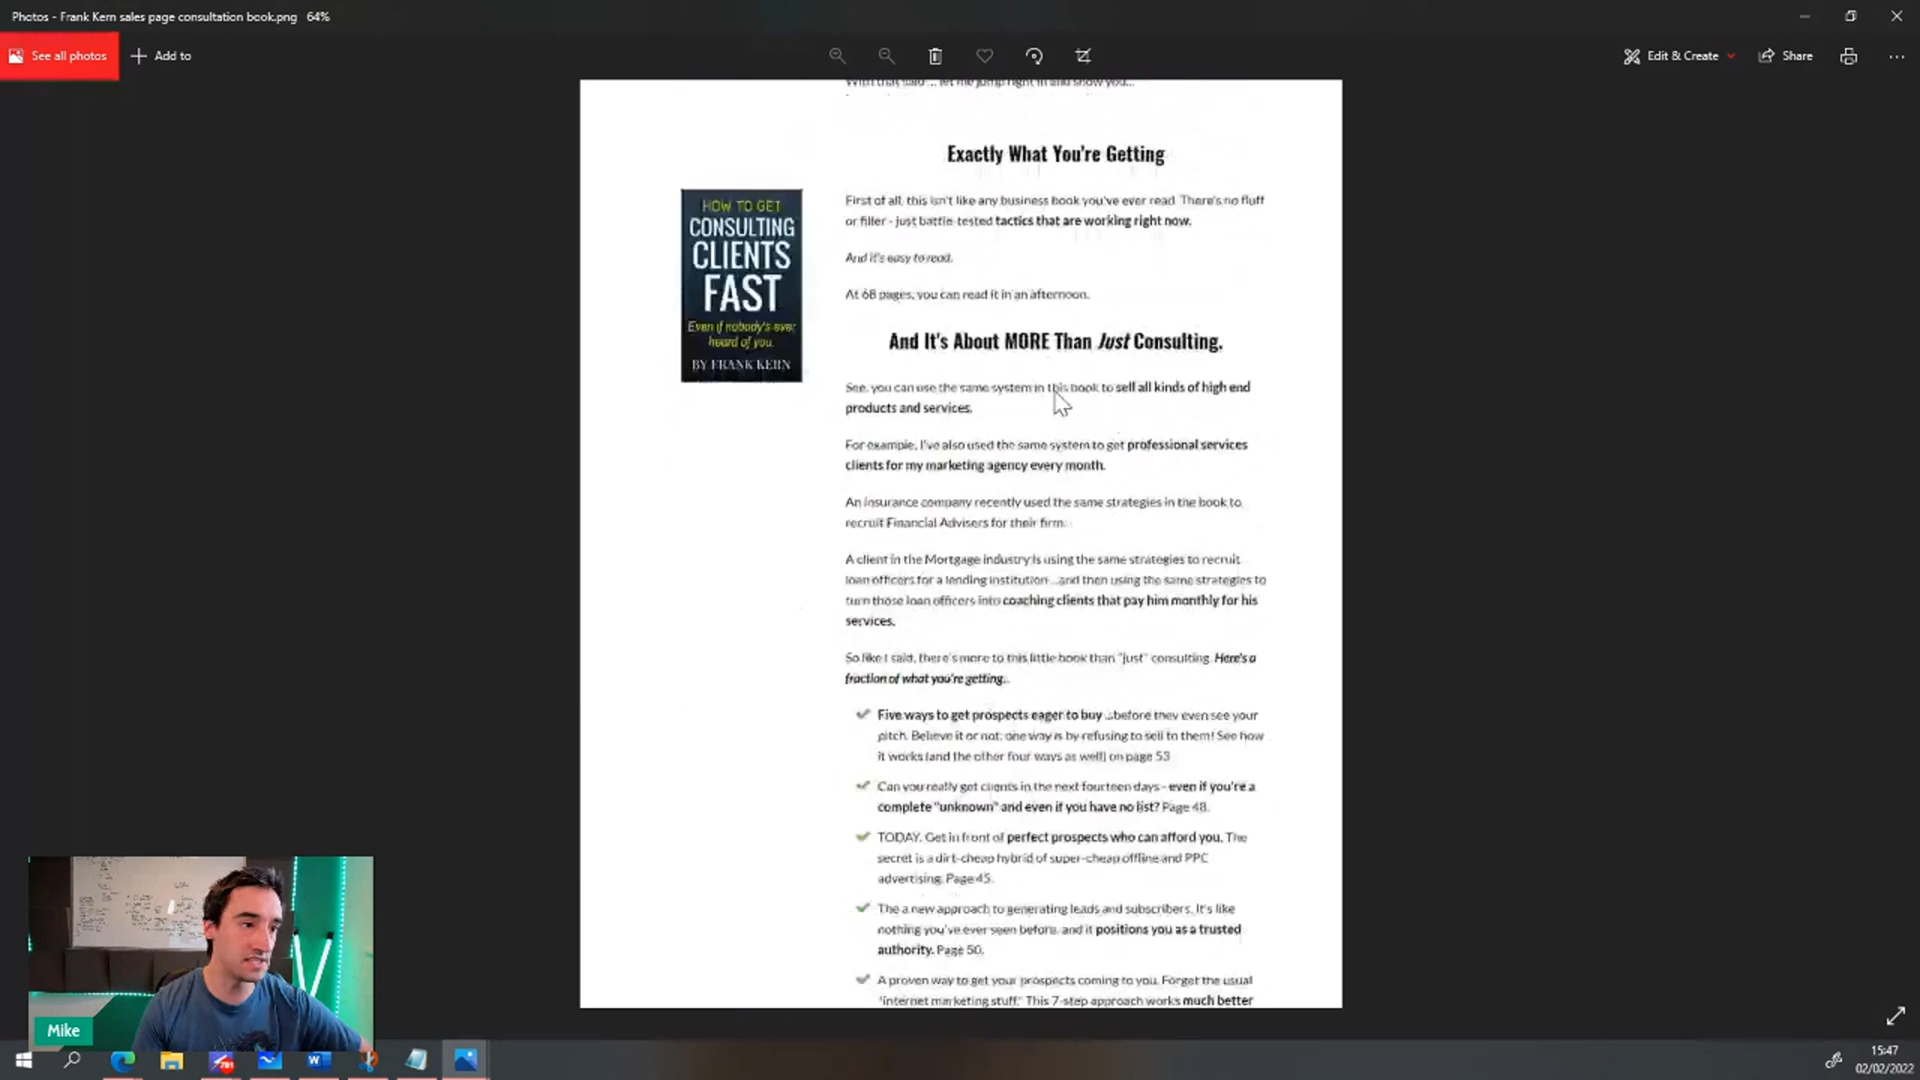 Photos - Frank Kern sales page consultation book.png 64%
See all photos
Add to
Edit & Create
Share
With that said... let me jump right in and show you...
Exactly What You're Getting
HOW TO GET
CONSULTING
CLIENTS
FAST
Even if nobody's ever
heard of you.
BY FRANK KERN
First of all, this isn't like any business book you've ever read. There's no fluff
or filler - just battle-tested tactics that are working right now.
And it's easy to read.
At 68 pages, you can read it in an afternoon.
And It's About MORE Than Just Consulting.
See, you can use the same system in this book to sell all kinds of high end
products and services.
For example, I've also used the same system to get professional services
clients for my marketing agency every month.
An insurance company recently used the same strategies in the book to
recruit Financial Advisers for their firm.
A client in the Mortgage industry is using the same strategies to recruit
loan officers for a lending institution ...and then using the same strategies to
turn those loan officers into coaching clients that pay him monthly for his
services.
So like I said, there's more to this little book than "just" consulting. Here's a
fraction of what you're getting..
Five ways to get prospects eager to buy ...before they even see your
pitch. Believe it or not, one way is by refusing to sell to them! See how
it works (and the other four ways as well) on page 53
Can you really get clients in the next fourteen days - even if you're a
complete "unknown" and even if you have no list? Page 48.
TODAY. Get in front of perfect prospects who can afford you. The
secret is a dirt-cheap hybrid of super-cheap offline and PPC
advertising. Page 45.
The a new approach to generating leads and subscribers. It's like
nothing you've ever seen before, and it positions you as a trusted
authority. Page 50.
A proven way to get your prospects coming to you. Forget the usual
"internet marketing stuff." This 7-step approach works much better
Mike
781
15:47
02/02/2022